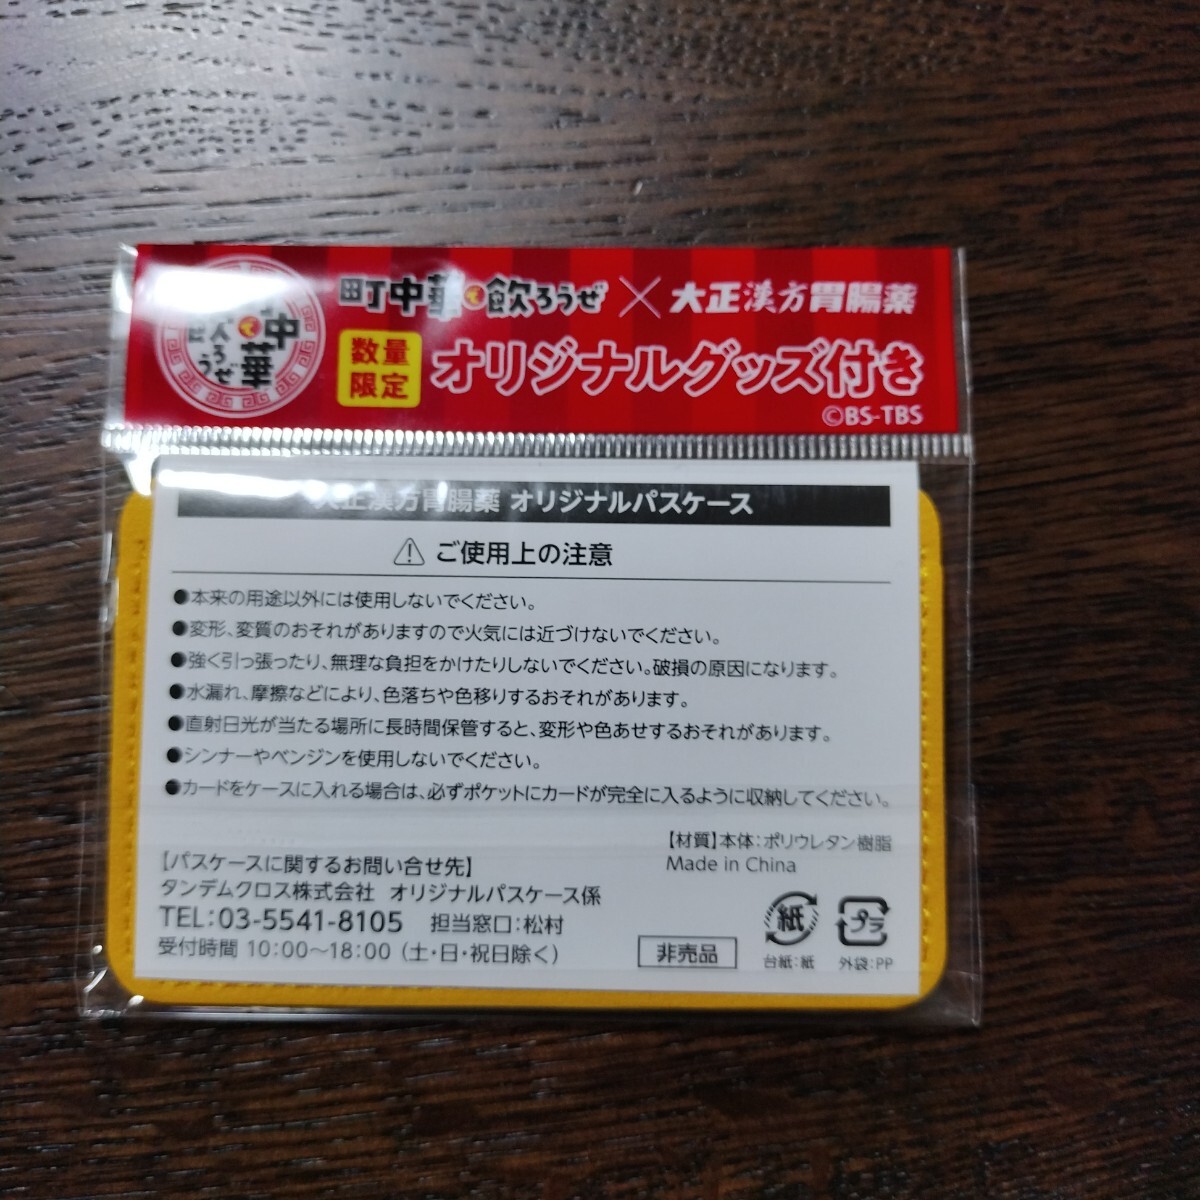 町中華で飲ろうぜ × 大正漢方胃腸薬
中華で
飲ろうぜ
数量
限定
オリジナルグッズ付き
©BS-TBS
大正漢方胃腸薬 オリジナルパスケース
⚠ ご使用上の注意
●本来の用途以外には使用しないでください。
●変形、変質のおそれがありますので火気には近づけないでください。
●強く引っ張ったり、無理な負担をかけたりしないでください。破損の原因になります。
●水漏れ、摩擦などにより、色落ちや色移りするおそれがあります。
●直射日光が当たる場所に長時間保管すると、変形や色あせするおそれがあります。
●シンナーやベンジンを使用しないでください。
●カードをケースに入れる場合は、必ずポケットにカードが完全に入るように収納してください。
【材質】本体：ポリウレタン樹脂
Made in China
【パスケースに関するお問い合せ先】
タンデムクロス株式会社 オリジナルパスケース係
TEL：03-5541-8105 担当窓口：松村
受付時間 10:00～18:00（土・日・祝日除く）
非売品
紙
台紙：紙
プラ
外袋：PP